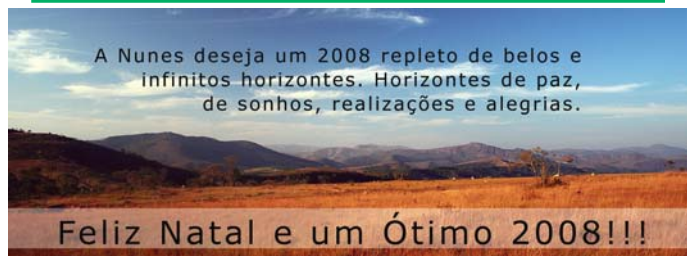 A Nunes deseja um 2008 repleto de belos e
infinitos horizontes. Horizontes de paz,
de sonhos, realizações e alegrias.
Feliz Natal e um Ótimo 2008!!!